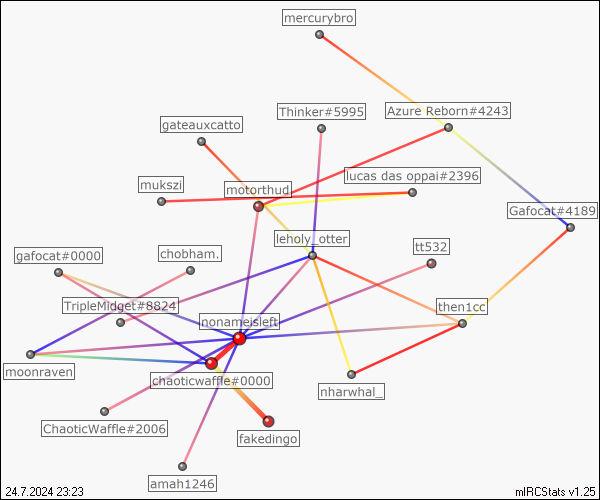 mercurybro
Thinker#5995
Azure Reborn#4243
gateauxcatto
lucas das oppai#2396
mukszi
motorthud
Gafocat#4189
leholy_otter
tt532
gafocat#0000
chobham.
TripleMidget#8824
then1cc
nonameisleft
moonraven
chaoticwaffle#0000
nharwhal_
ChaoticWaffle#2006
fakedingo
amah1246
24.7.2024 23:23
mIRCStats v1.25